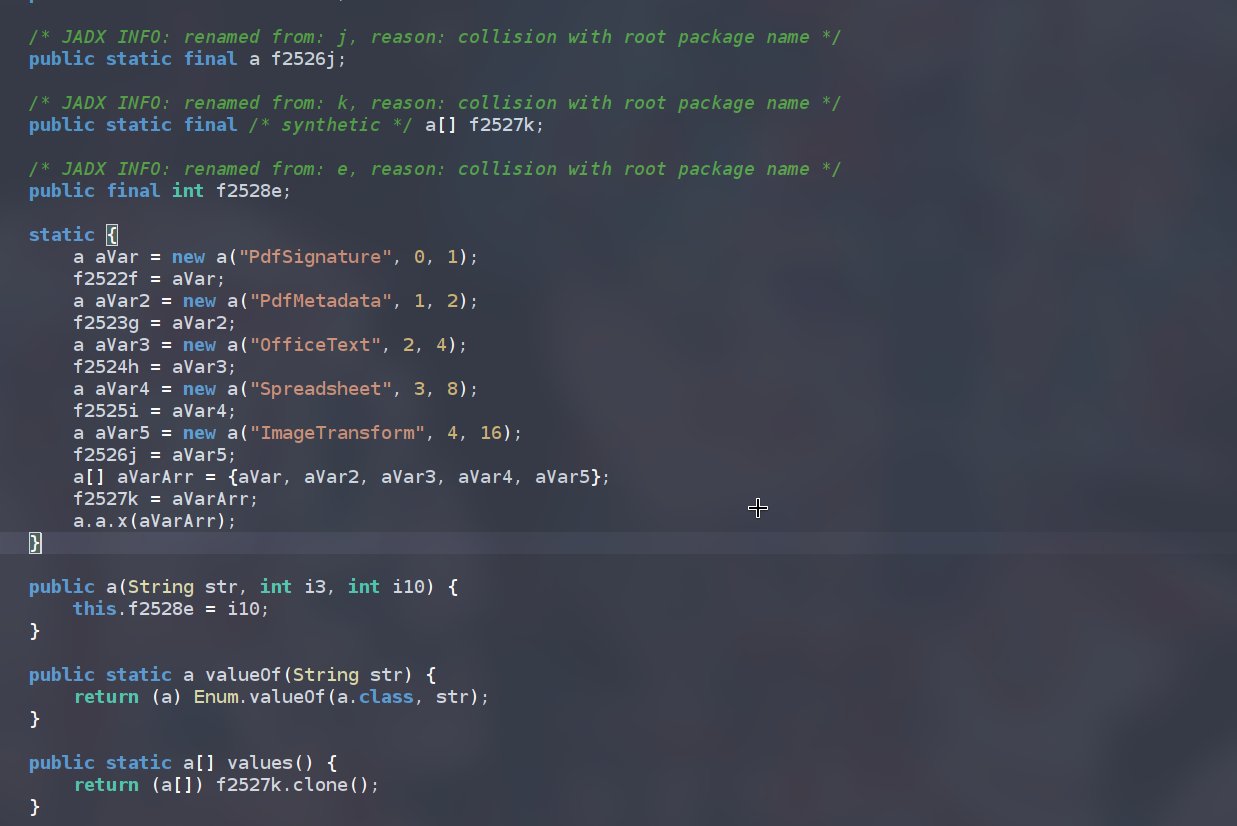 /* JADX INFO: renamed from: j, reason: collision with root package name */
public static final a f2526j;
/* JADX INFO: renamed from: k, reason: collision with root package name */
public static final /* synthetic */ a[] f2527k;
/* JADX INFO: renamed from: e, reason: collision with root package name */
public final int f2528e;
static {
    a aVar = new a("PdfSignature", 0, 1);
    f2522f = aVar;
    a aVar2 = new a("PdfMetadata", 1, 2);
    f2523g = aVar2;
    a aVar3 = new a("OfficeText", 2, 4);
    f2524h = aVar3;
    a aVar4 = new a("Spreadsheet", 3, 8);
    f2525i = aVar4;
    a aVar5 = new a("ImageTransform", 4, 16);
    f2526j = aVar5;
    a[] aVarArr = {aVar, aVar2, aVar3, aVar4, aVar5};
    f2527k = aVarArr;
    a.a.x(aVarArr);
}
public a(String str, int i3, int i10) {
    this.f2528e = i10;
}
public static a valueOf(String str) {
    return (a) Enum.valueOf(a.class, str);
}
public static a[] values() {
    return (a[]) f2527k.clone();
}